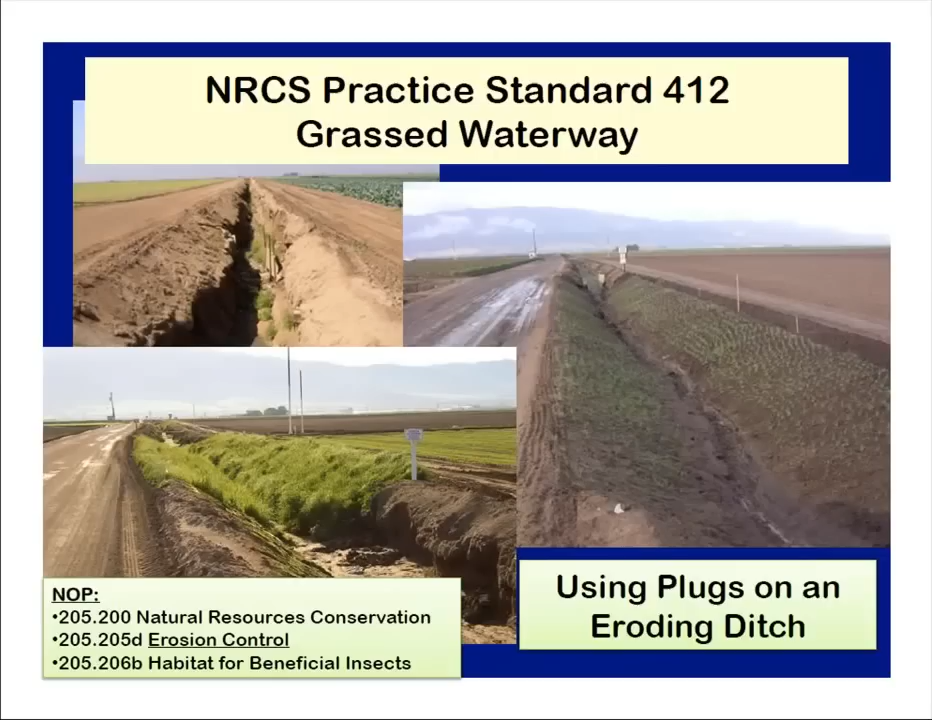 NRCS Practice Standard 412
Grassed Waterway
NOP:
•205.200 Natural Resources Conservation
•205.205d Erosion Control
•205.206b Habitat for Beneficial Insects
Using Plugs on an
Eroding Ditch